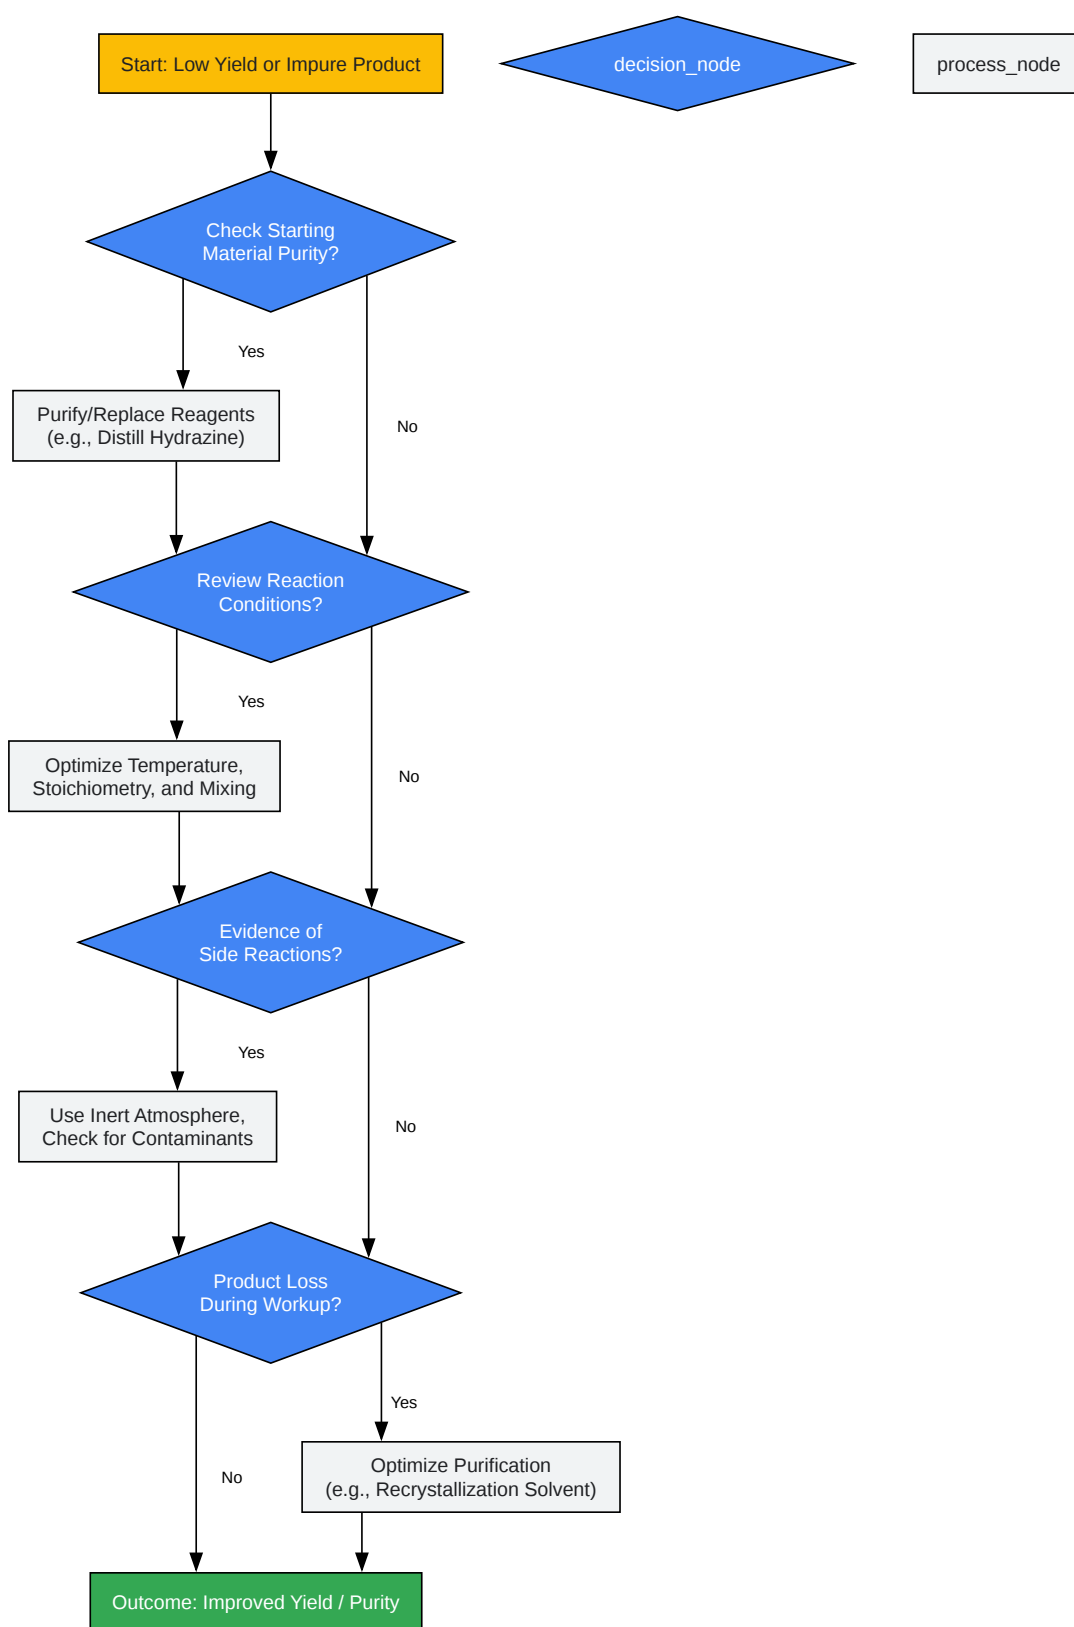 Start: Low Yield or Impure Product
decision_node
process_node
Check Starting
Material Purity?
Yes
Purify/Replace Reagents
(e.g., Distill Hydrazine)
No
Review Reaction
Conditions?
Yes
Optimize Temperature,
Stoichiometry, and Mixing
No
Evidence of
Side Reactions?
Yes
Use Inert Atmosphere,
Check for Contaminants
No
Product Loss
During Workup?
Yes
Optimize Purification
(e.g., Recrystallization Solvent)
No
Outcome: Improved Yield / Purity